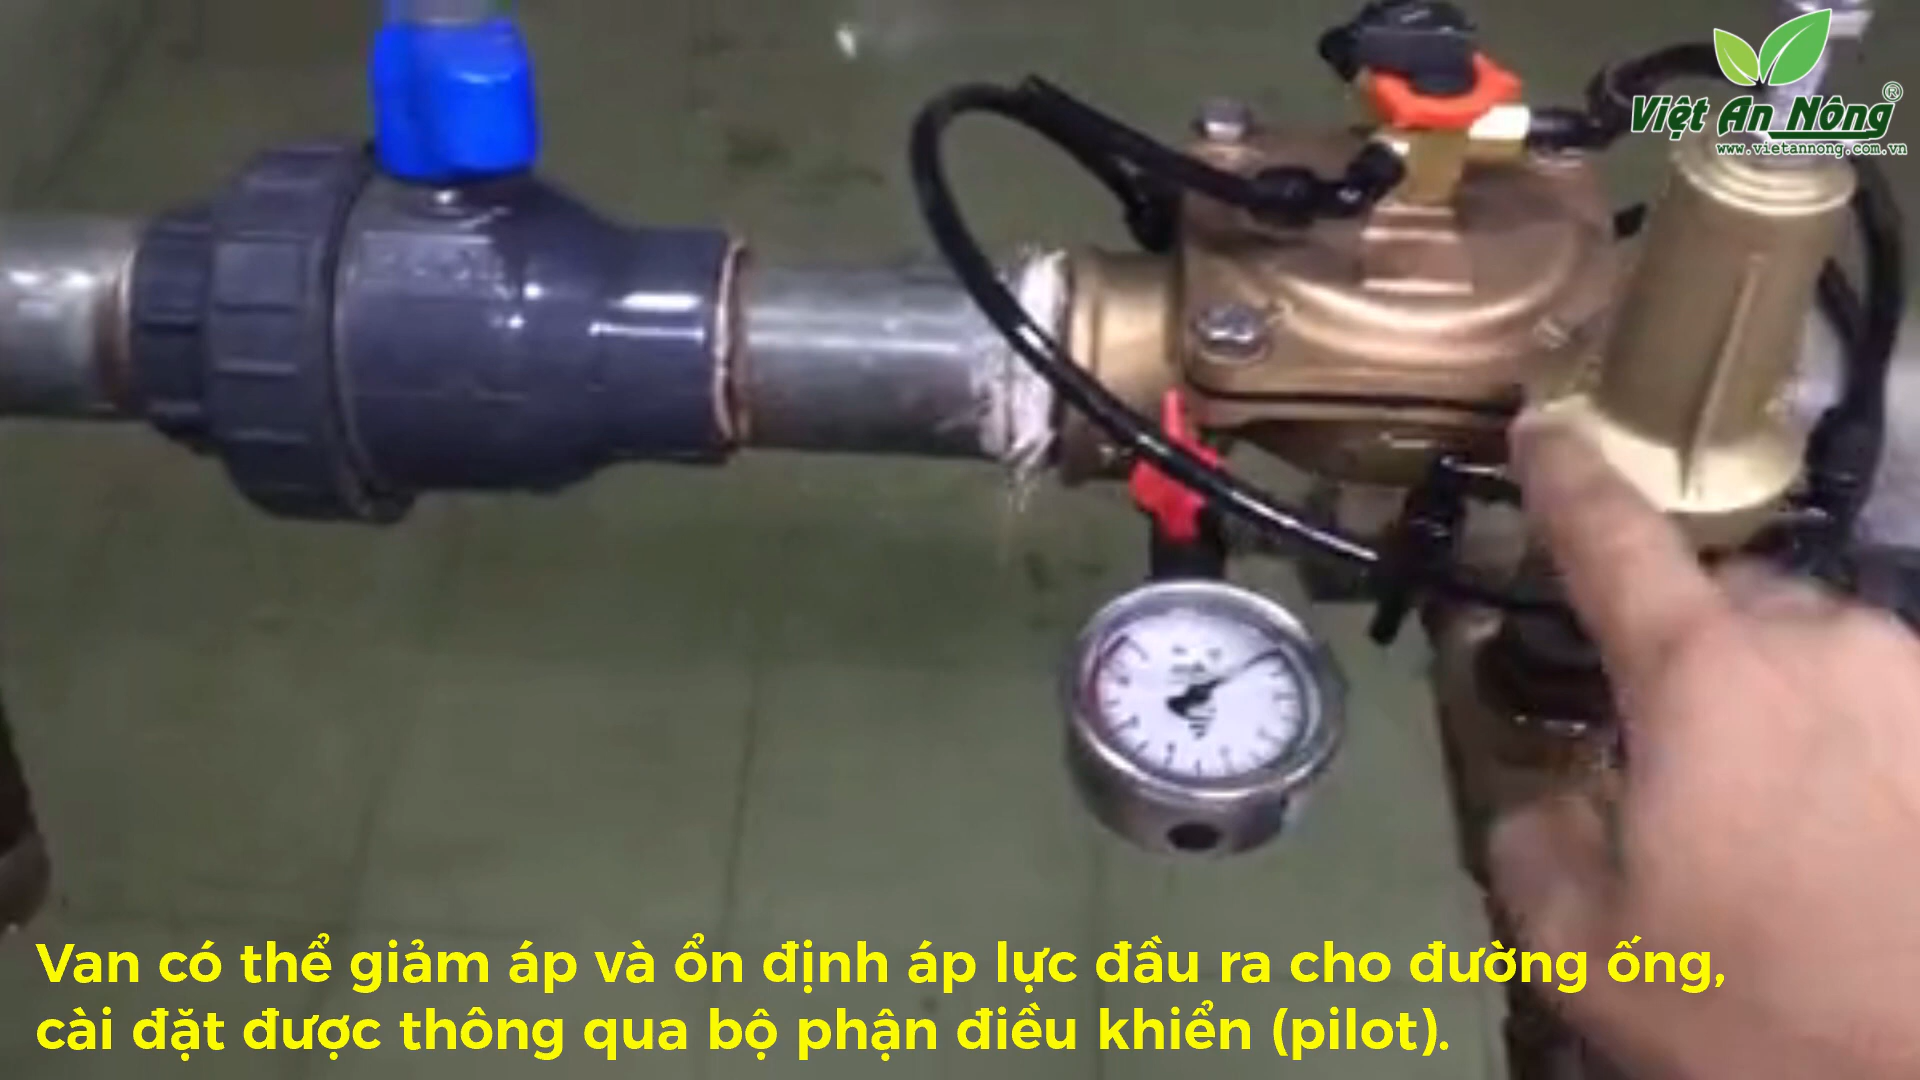 Việt An Nông®
www.vietannong.com.vn
Van có thể giảm áp và ổn định áp lực đầu ra cho đường ống,
cài đặt được thông qua bộ phận điều khiển (pilot).